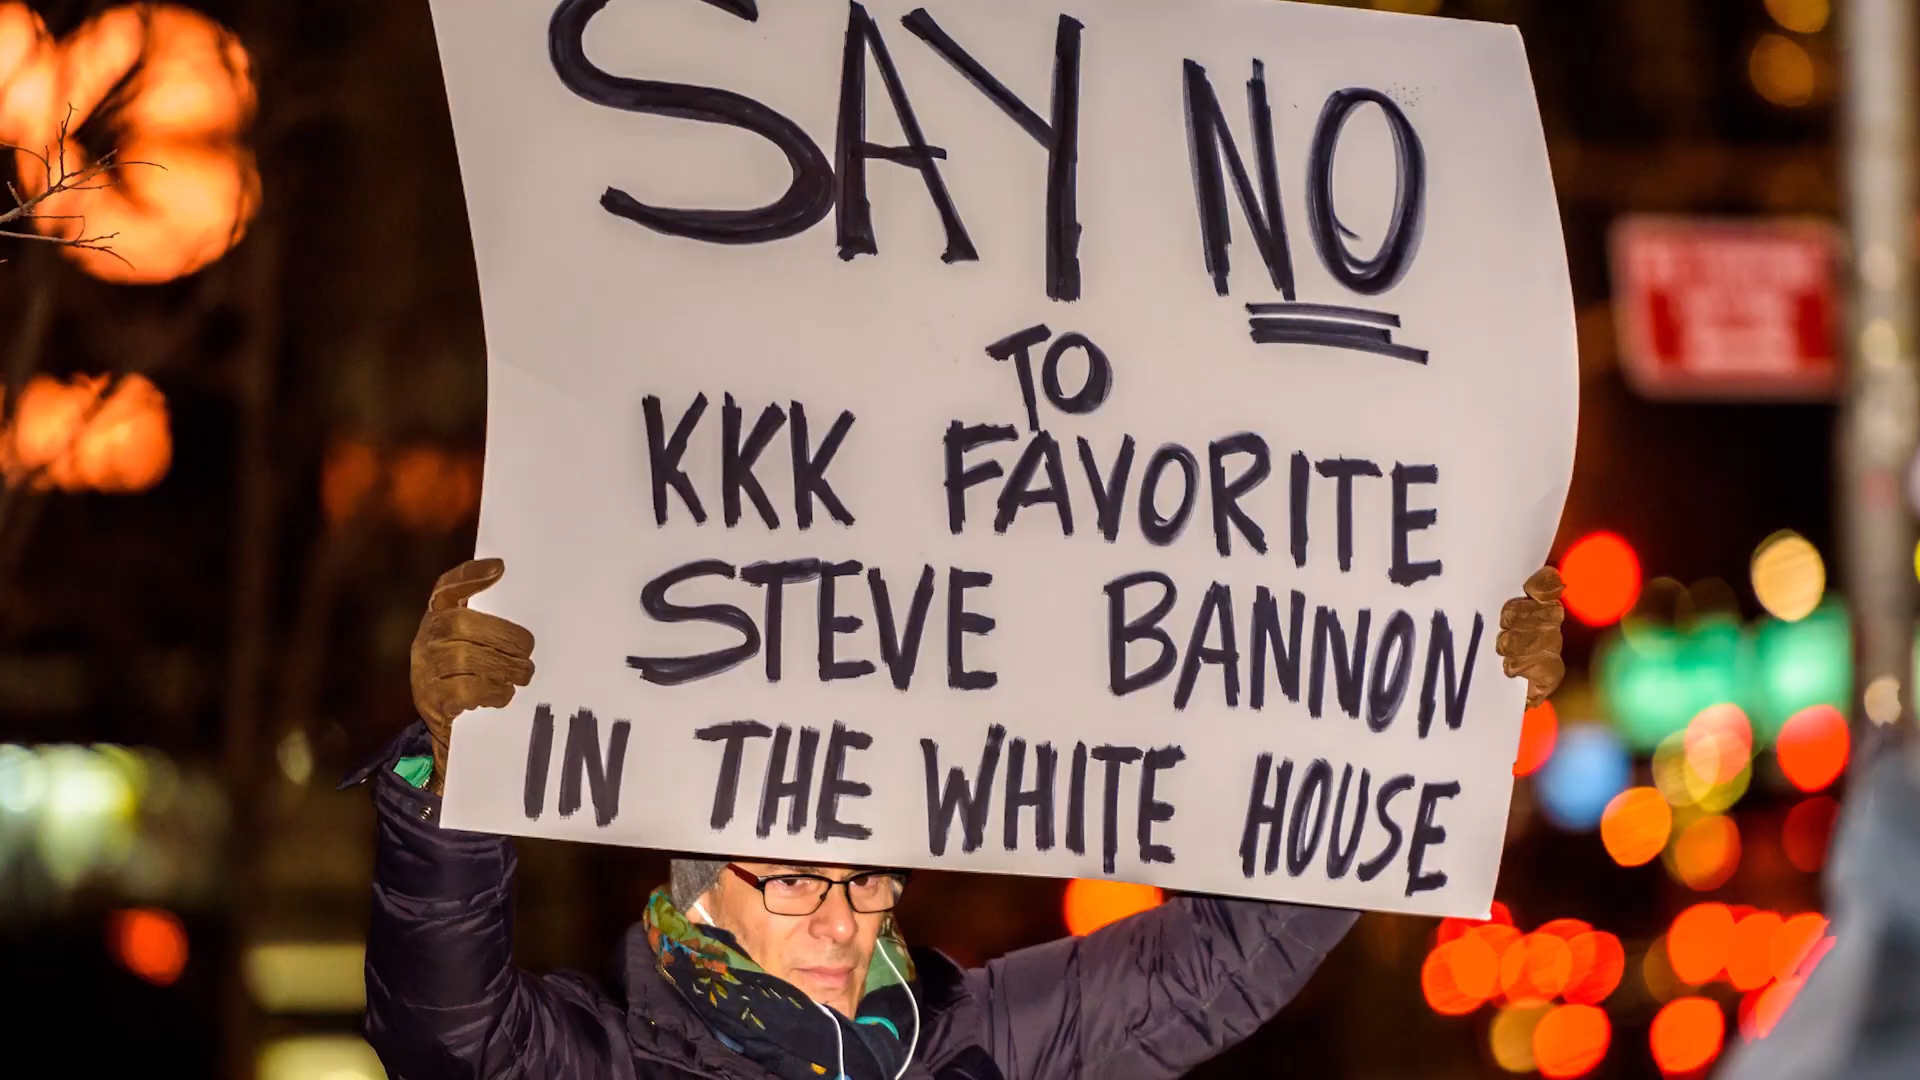 SAY NO
TO
KKK FAVORITE
STEVE BANNON
IN THE WHITE HOUSE